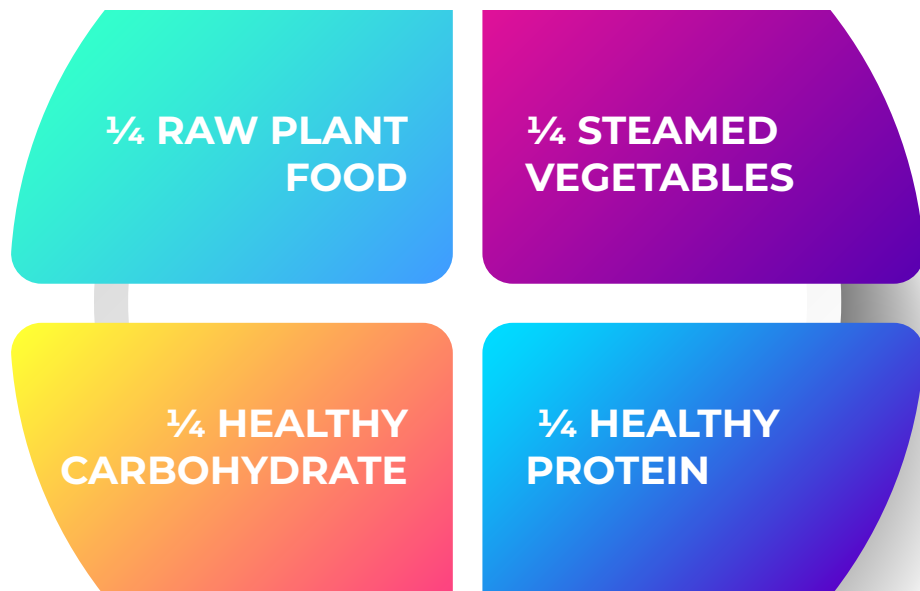 ¼ RAW PLANT
FOOD
¼ STEAMED
VEGETABLES
¼ HEALTHY
CARBOHYDRATE
¼ HEALTHY
PROTEIN